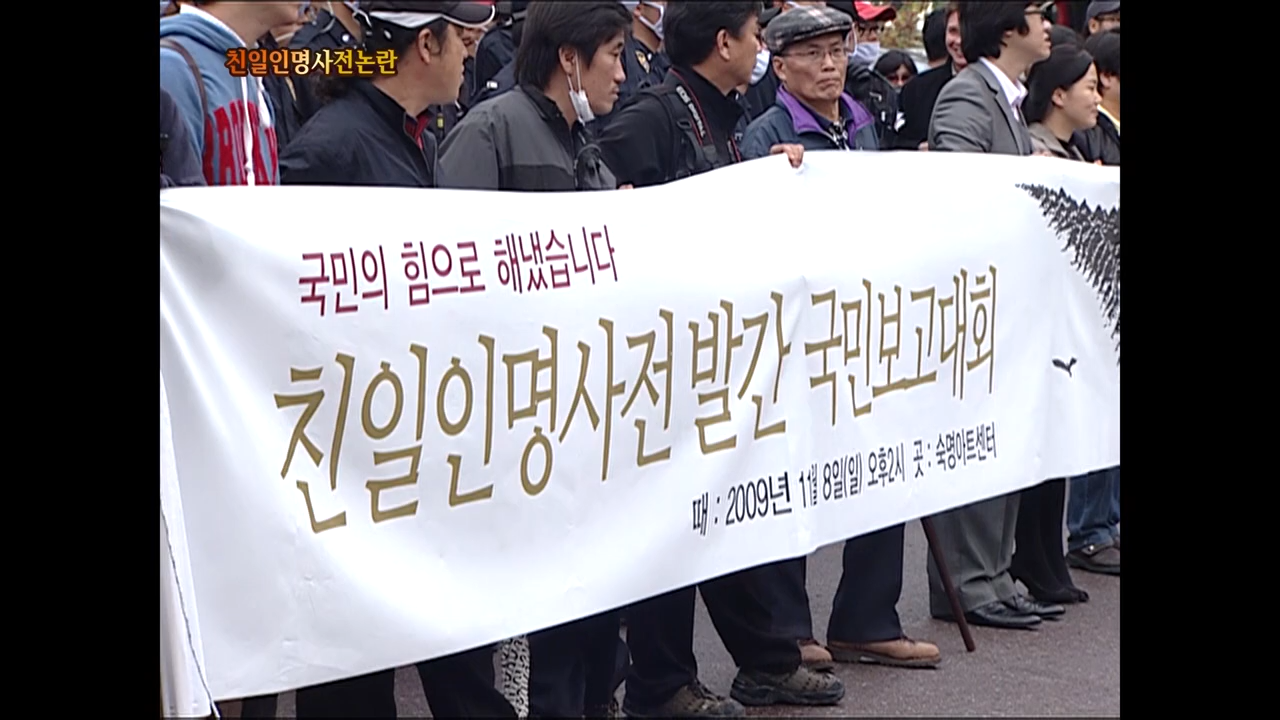 친일인명사전논란
국민의 힘으로 해냈습니다
친일인명사전 발간 국민보고대회
때 : 2009년 11월 8일(일) 오후2시 곳 : 숙명아트센터